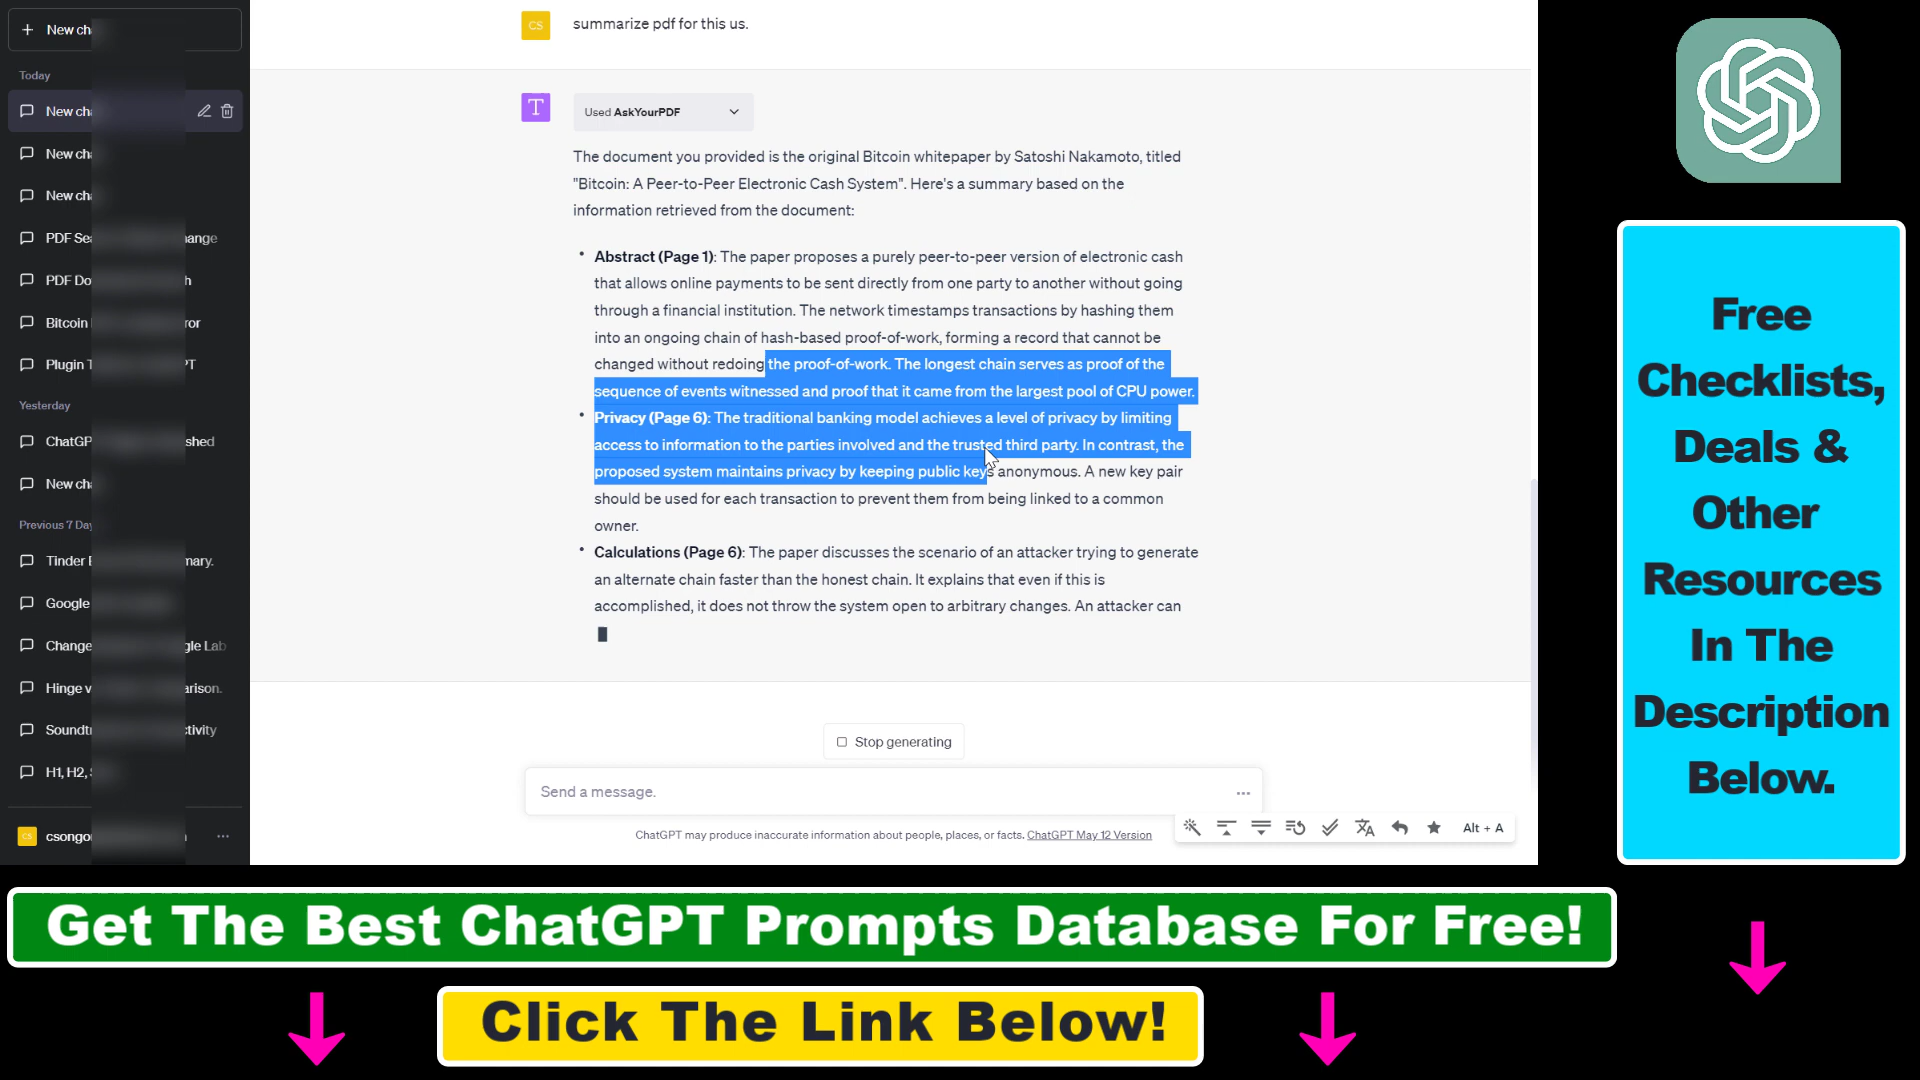 New ch
Today
New cha
New cha
New cha
PDF Se ange
PDF Do h
Bitcoin ror
Plugin T PT
Yesterday
ChatGP shed
New cha
Previous 7 Day
Tinder mary.
Google
Change gle Lab
Hinge v arison.
Soundt tivity
H1, H2,
CS csongo
CS summarize pdf for this us.
T Used AskYourPDF
The document you provided is the original Bitcoin whitepaper by Satoshi Nakamoto, titled
"Bitcoin: A Peer-to-Peer Electronic Cash System". Here's a summary based on the
information retrieved from the document:
• Abstract (Page 1): The paper proposes a purely peer-to-peer version of electronic cash
that allows online payments to be sent directly from one party to another without going
through a financial institution. The network timestamps transactions by hashing them
into an ongoing chain of hash-based proof-of-work, forming a record that cannot be
changed without redoing the proof-of-work. The longest chain serves as proof of the
sequence of events witnessed and proof that it came from the largest pool of CPU power.
• Privacy (Page 6): The traditional banking model achieves a level of privacy by limiting
access to information to the parties involved and the trusted third party. In contrast, the
proposed system maintains privacy by keeping public keys anonymous. A new key pair
should be used for each transaction to prevent them from being linked to a common
owner.
• Calculations (Page 6): The paper discusses the scenario of an attacker trying to generate
an alternate chain faster than the honest chain. It explains that even if this is
accomplished, it does not throw the system open to arbitrary changes. An attacker can
Stop generating
Send a message.
ChatGPT may produce inaccurate information about people, places, or facts. ChatGPT May 12 Version
Alt + A
Free
Checklists,
Deals &
Other
Resources
In The
Description
Below.
Get The Best ChatGPT Prompts Database For Free!
Click The Link Below!